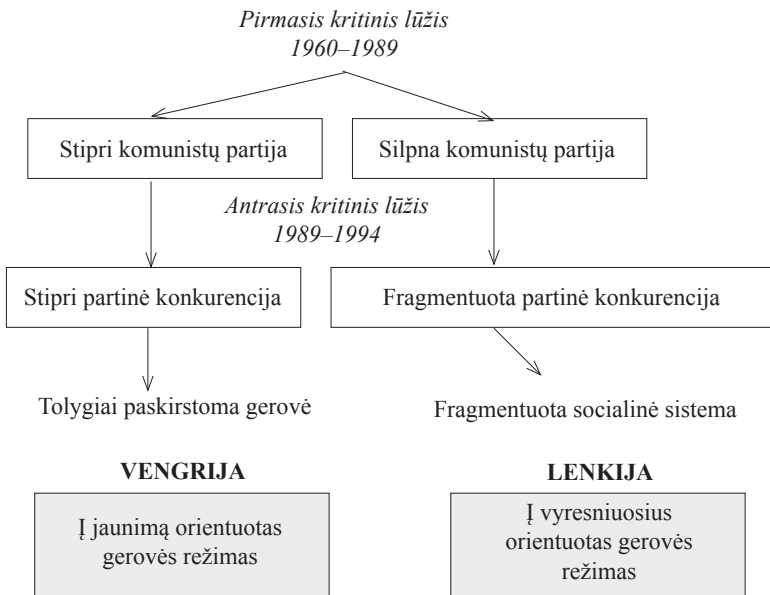 Pirmasis kritinis lūžis
1960–1989
Stipri komunistų partija
Silpna komunistų partija
Antrasis kritinis lūžis
1989–1994
Stipri partinė konkurencija
Fragmentuota partinė konkurencija
Tolygiai paskirstoma gerovė
Fragmentuota socialinė sistema
VENGRIJA
LENKIJA
Į jaunimą orientuotas
gerovės režimas
Į vyresniuosius
orientuotas gerovės
režimas